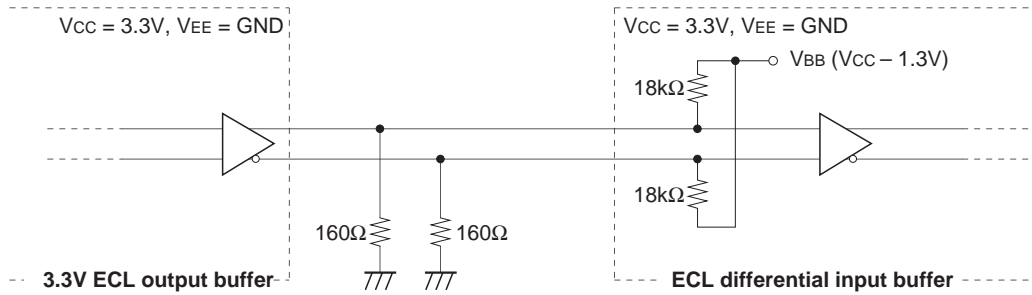 VCC = 3.3V, VEE = GND
VCC = 3.3V, VEE = GND
VBB (VCC – 1.3V)
18kΩ
18kΩ
160Ω
160Ω
3.3V ECL output buffer
ECL differential input buffer